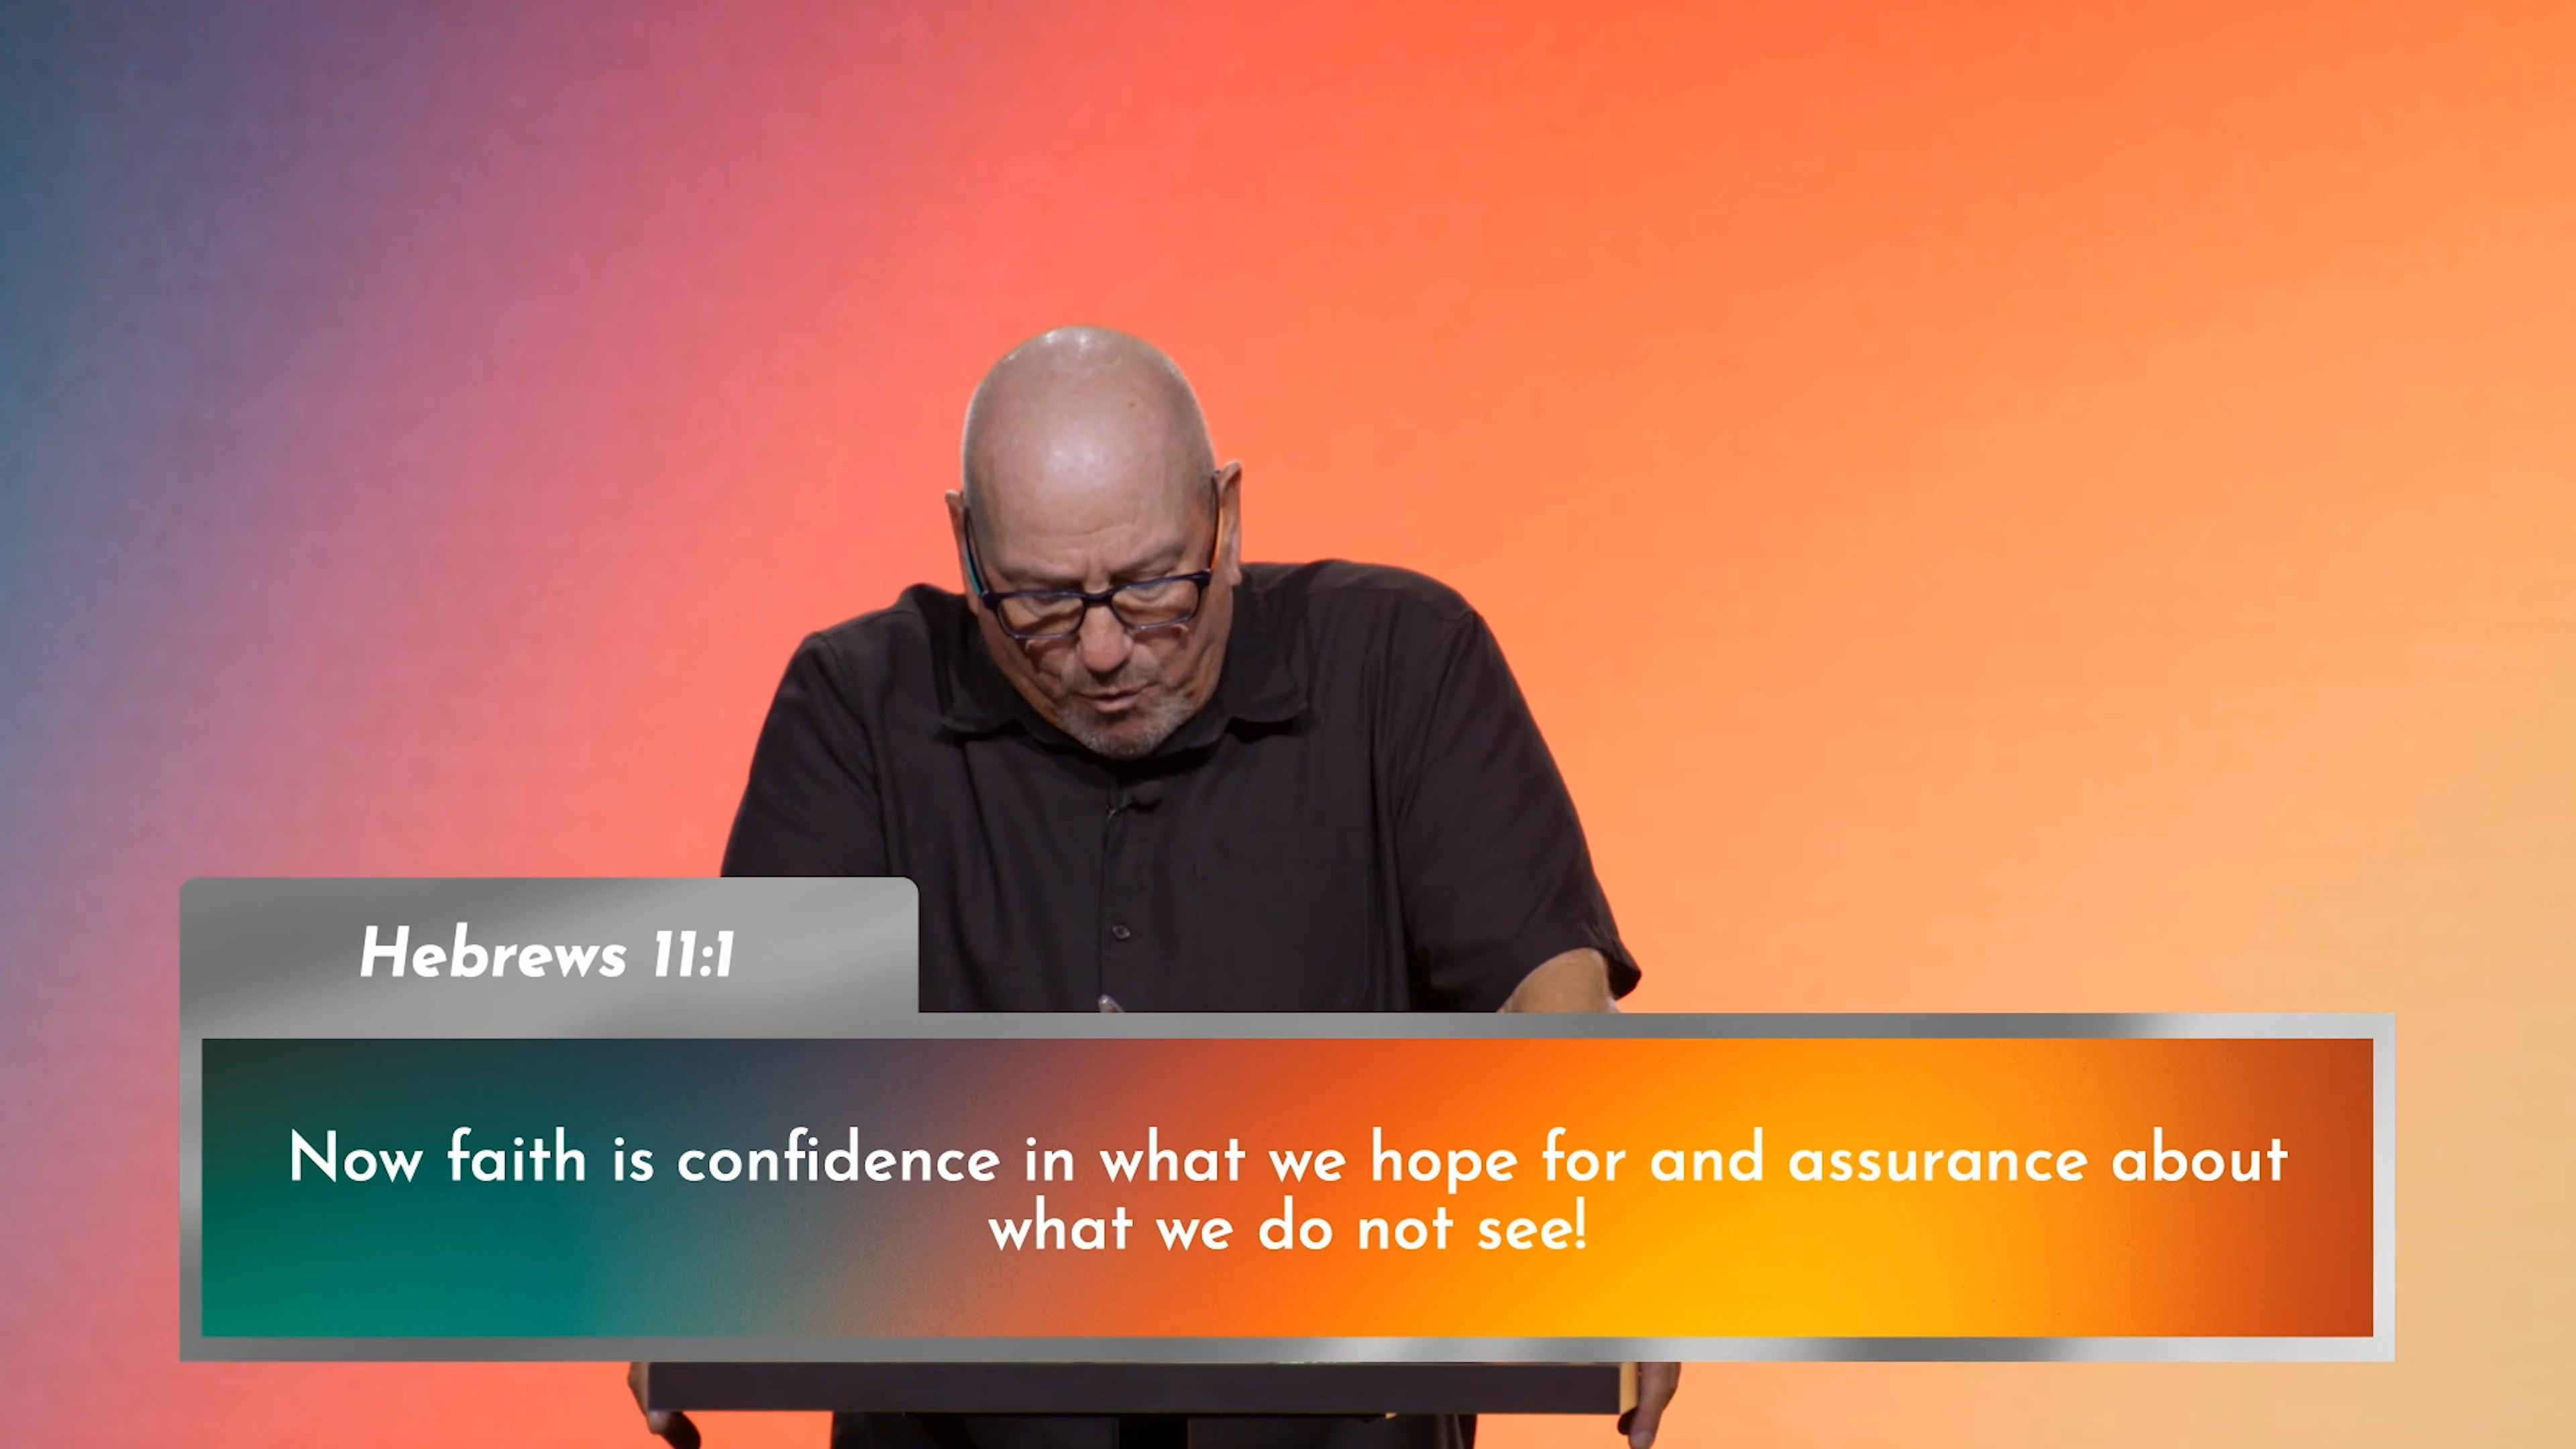 Hebrews 11:1
Now faith is confidence in what we hope for and assurance about
what we do not see!